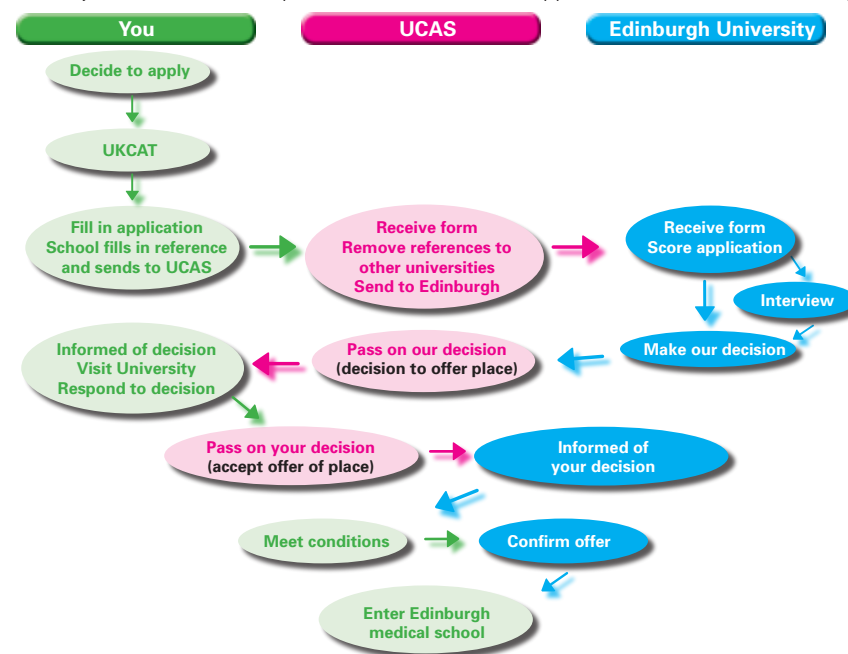 You
UCAS
Edinburgh University
Decide to apply
UKCAT
Fill in application
School fills in reference
and sends to UCAS
Receive form
Remove references to
other universities
Send to Edinburgh
Receive form
Score application
Interview
Make our decision
Pass on our decision
(decision to offer place)
Informed of decision
Visit University
Respond to decision
Pass on your decision
(accept offer of place)
Informed of
your decision
Meet conditions
Confirm offer
Enter Edinburgh
medical school